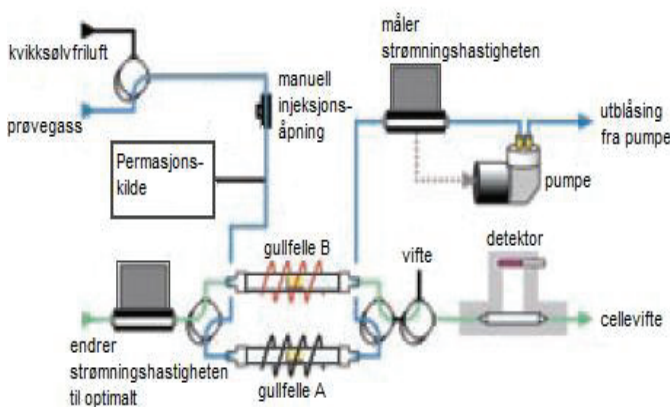 kvikksølvfriluft
prøvegass
manuell
injeksjons-
åpning
Permasjons-
kilde
måler
strømningshastigheten
utblåsing
fra pumpe
pumpe
gullfelle B
vifte
detektor
cellevifte
endrer
strømningshastigheten
til optimalt
gullfelle A